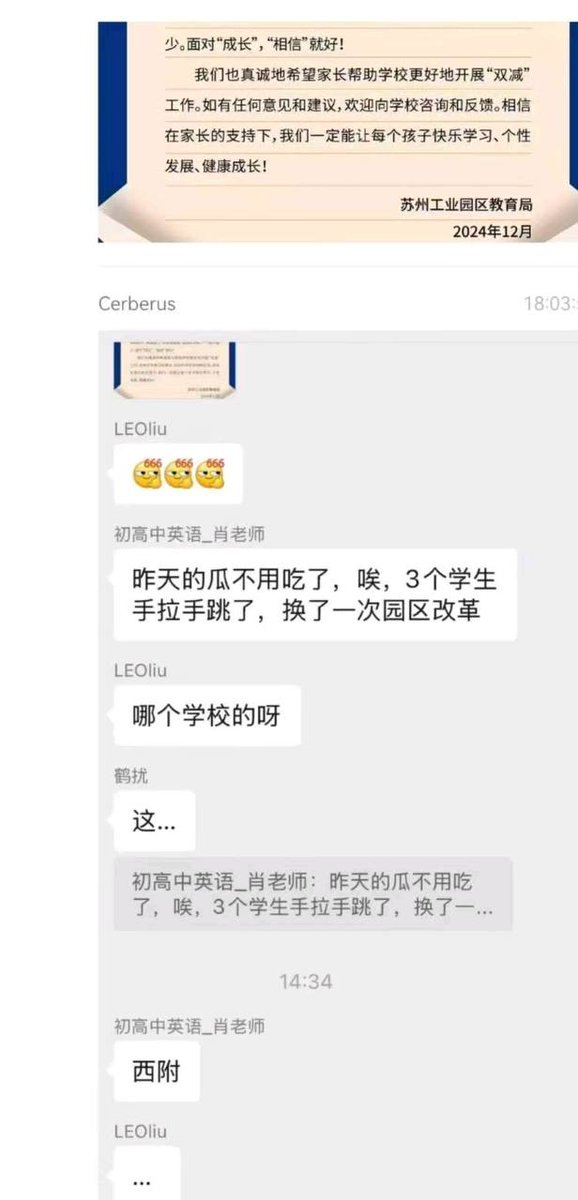 少。面对“成长”，“相信”就好！
我们也真诚地希望家长帮助学校更好地开展“双减”
工作。如有任何意见和建议，欢迎向学校咨询和反馈。相信
在家长的支持下，我们一定能让每个孩子快乐学习、个性
发展、健康成长！
苏州工业园区教育局
2024年12月
Cerberus
18:03:
LEOliu
666 666 666
初高中英语_肖老师
昨天的瓜不用吃了，唉，3个学生
手拉手跳了，换了一次园区改革
LEOliu
哪个学校的呀
鹤扰
这...
初高中英语_肖老师：昨天的瓜不用吃
了，唉，3个学生手拉手跳了，换了一...
14:34
初高中英语_肖老师
西附
LEOliu
...